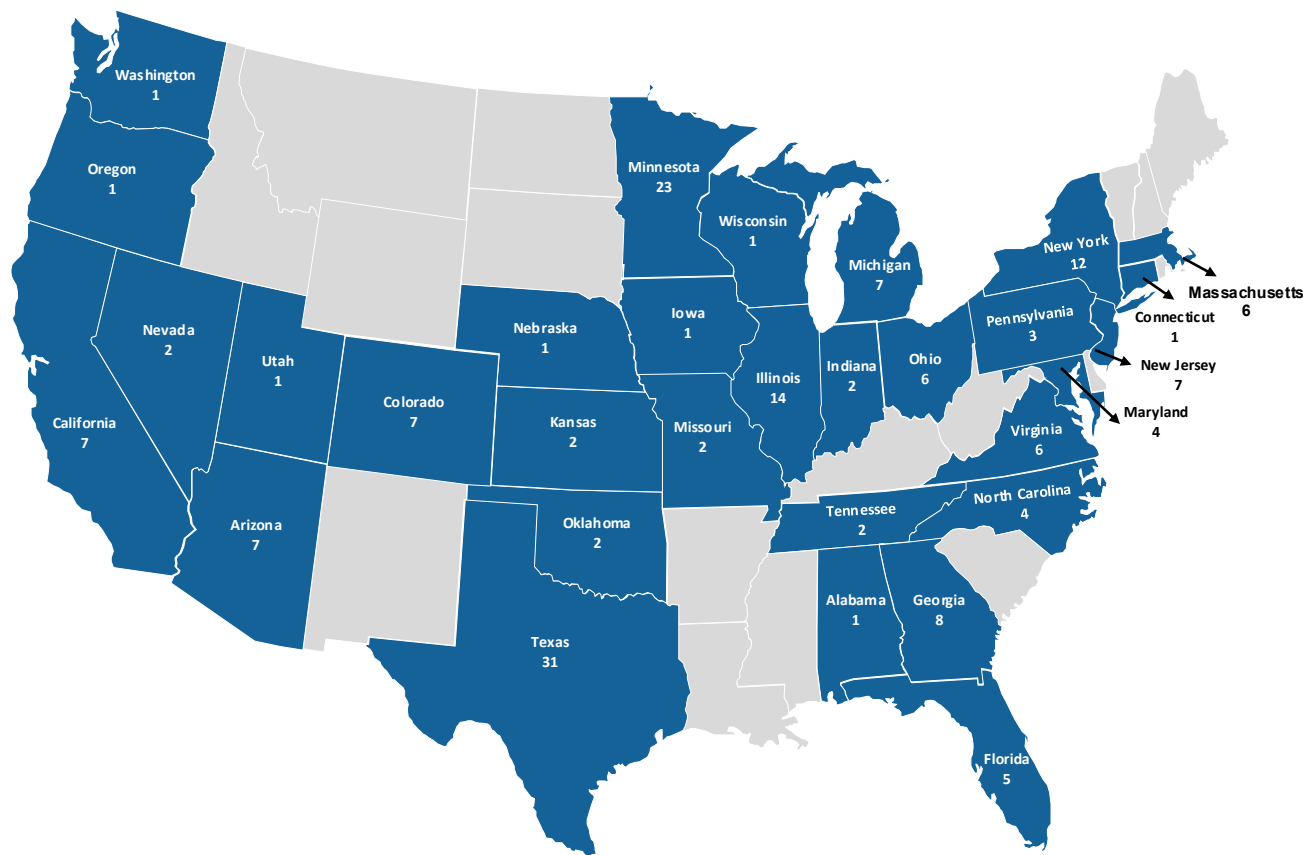 Washington
1
Oregon
1
Minnesota
23
Wisconsin
1
Michigan
7
New York
12
Massachusetts
6
Connecticut
1
Nevada
2
Utah
1
Nebraska
1
Iowa
1
Pennsylvania
3
New Jersey
7
Ohio
6
Indiana
2
Illinois
14
Colorado
7
California
7
Kansas
2
Missouri
2
Maryland
4
Virginia
6
North Carolina
4
Tennessee
2
Arizona
7
Oklahoma
2
Alabama
1
Georgia
8
Texas
31
Florida
5